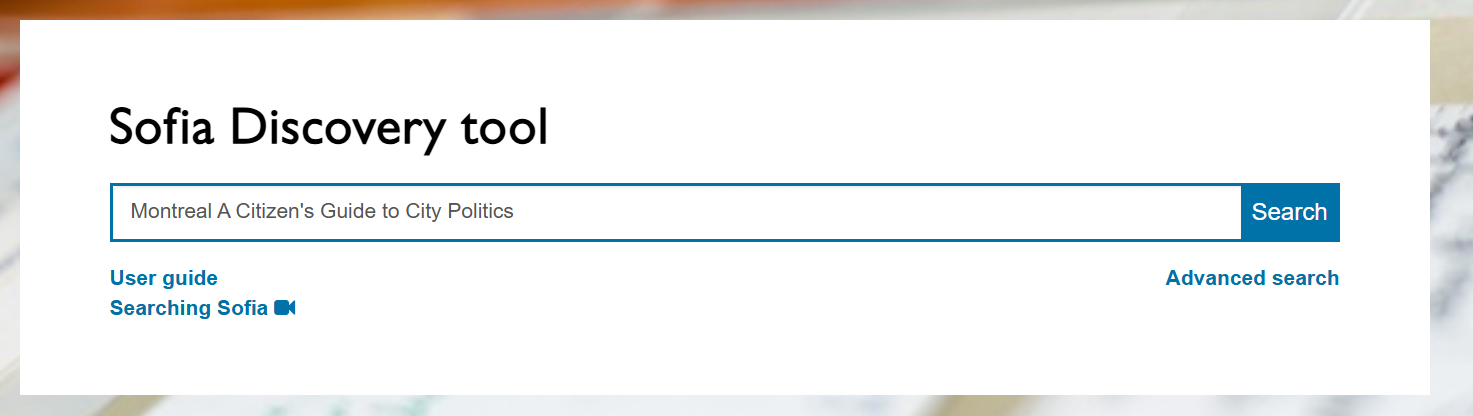 Sofia Discovery tool
Montreal A Citizen's Guide to City Politics
Search
User guide
Advanced search
Searching Sofia